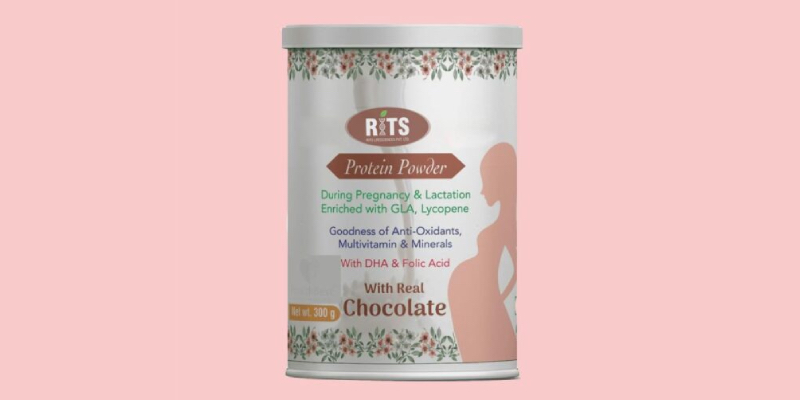 RiTS
Protein Powder
During Pregnancy & Lactation
Enriched with GLA, Lycopene
Goodness of Anti-Oxidants,
Multivitamin & Minerals
With DHA & Folic Acid
With Real
Chocolate
Net wt. 300 g